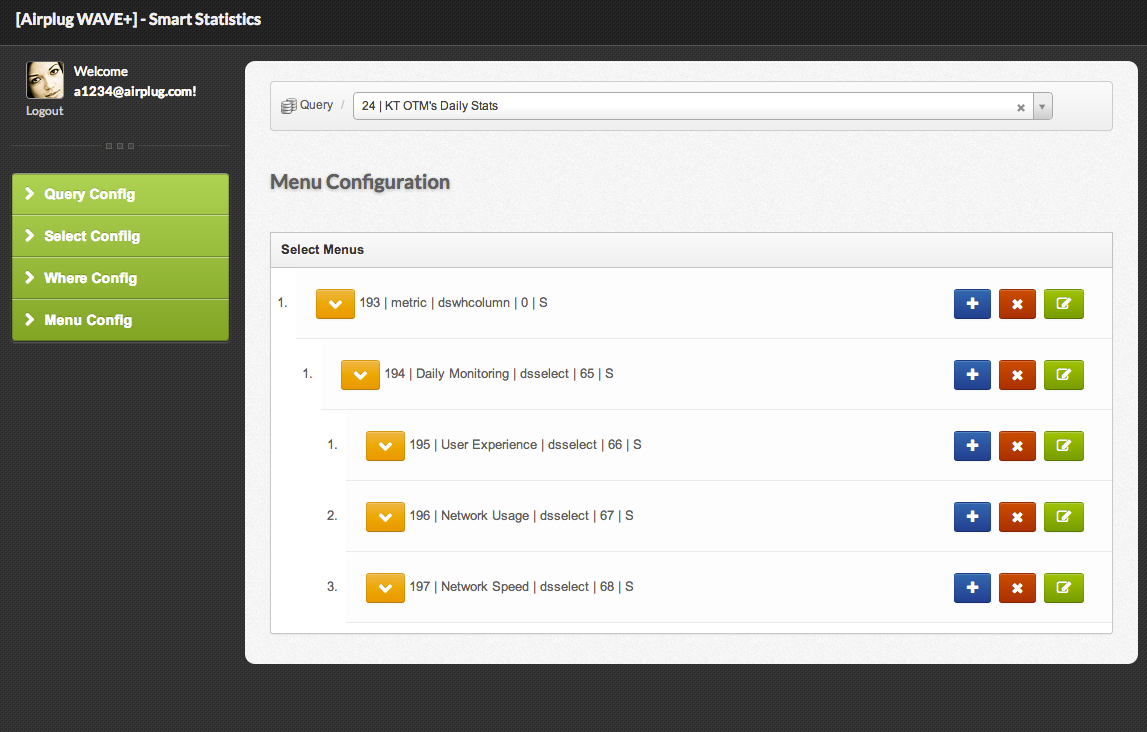 [Airplug WAVE+] - Smart Statistics
Welcome
a1234@airplug.com!
Logout
Query Config
Select Conflig
Where Config
Menu Config
Query / 24 | KT OTM's Daily Stats
Menu Configuration
Select Menus
1. 193 | metric | dswhcolumn | 0 | S
1. 194 | Daily Monitoring | dsselect | 65 | S
1. 195 | User Experience | dsselect | 66 | S
2. 196 | Network Usage | dsselect | 67 | S
3. 197 | Network Speed | dsselect | 68 | S